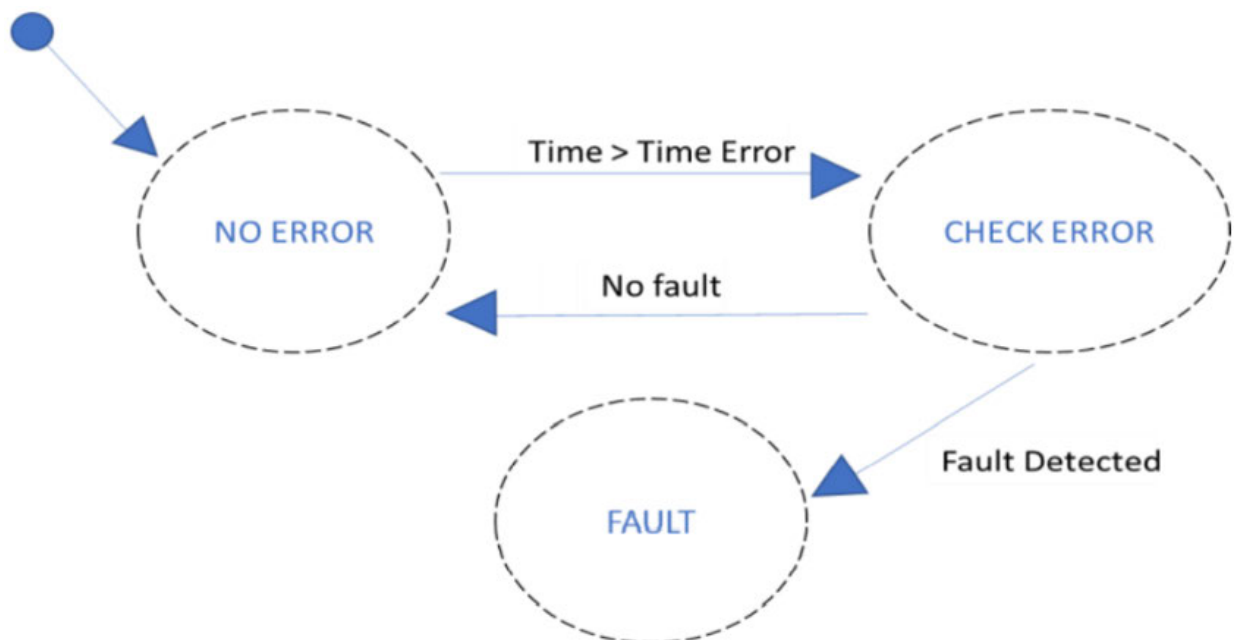 Time > Time Error
NO ERROR
CHECK ERROR
No fault
Fault Detected
FAULT